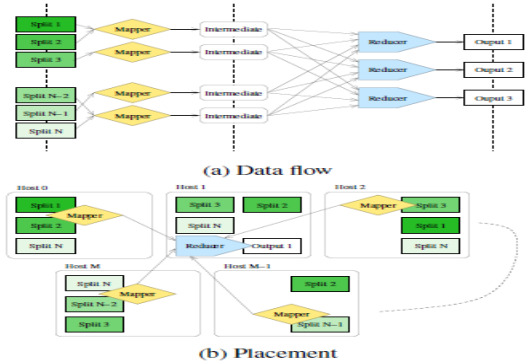 Split 1
Split 2
Split 3
Split N-2
Split N-1
Split N
Mapper
Mapper
Mapper
Mapper
Intermediate
Intermediate
Intermediate
Intermediate
Reducer
Reducer
Reducer
Ouput 1
Ouput 2
Ouput 3
(a) Data flow
Host 0
Split 1
Split 2
Split N
Mapper
Host 1
Split 3
Split 2
Split N
Reducer
Output 1
Host 2
Mapper
Split 3
Split 1
Split N
Host M
Split N
Split N-2
Split 3
Mapper
Host M-1
Split 2
Mapper
Split N-1
(b) Placement